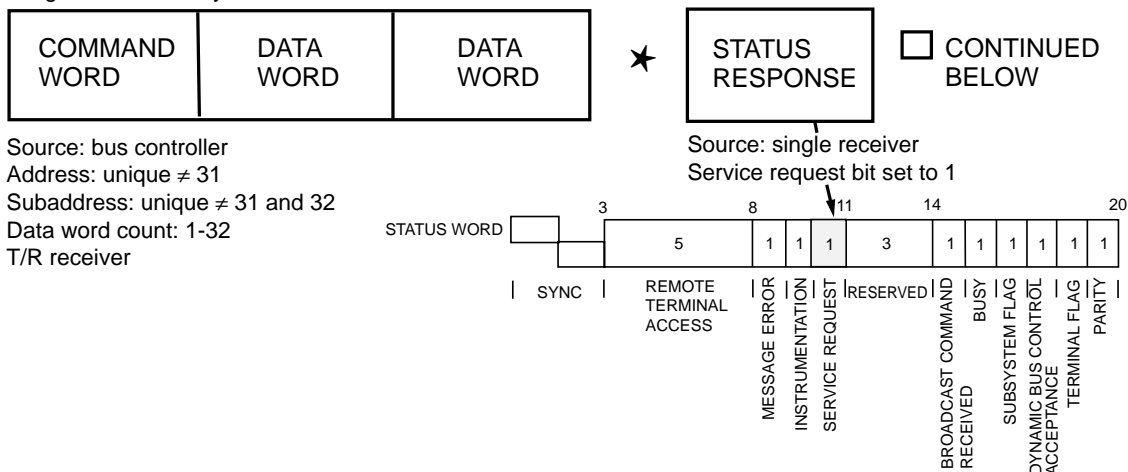 COMMAND
WORD
DATA
WORD
DATA
WORD
★
STATUS
RESPONSE
CONTINUED
BELOW
Source: bus controller
Address: unique ≠ 31
Subaddress: unique ≠ 31 and 32
Data word count: 1-32
T/R receiver
Source: single receiver
Service request bit set to 1
3 8 11 14 20
STATUS WORD
5 1 1 1 3 1 1 1 1 1 1
SYNC
REMOTE
TERMINAL
ACCESS
MESSAGE ERROR
INSTRUMENTATION
SERVICE REQUEST
RESERVED
BROADCAST COMMAND
RECEIVED
BUSY
SUBSYSTEM FLAG
DYNAMIC BUS CONTROL
ACCEPTANCE
TERMINAL FLAG
PARITY